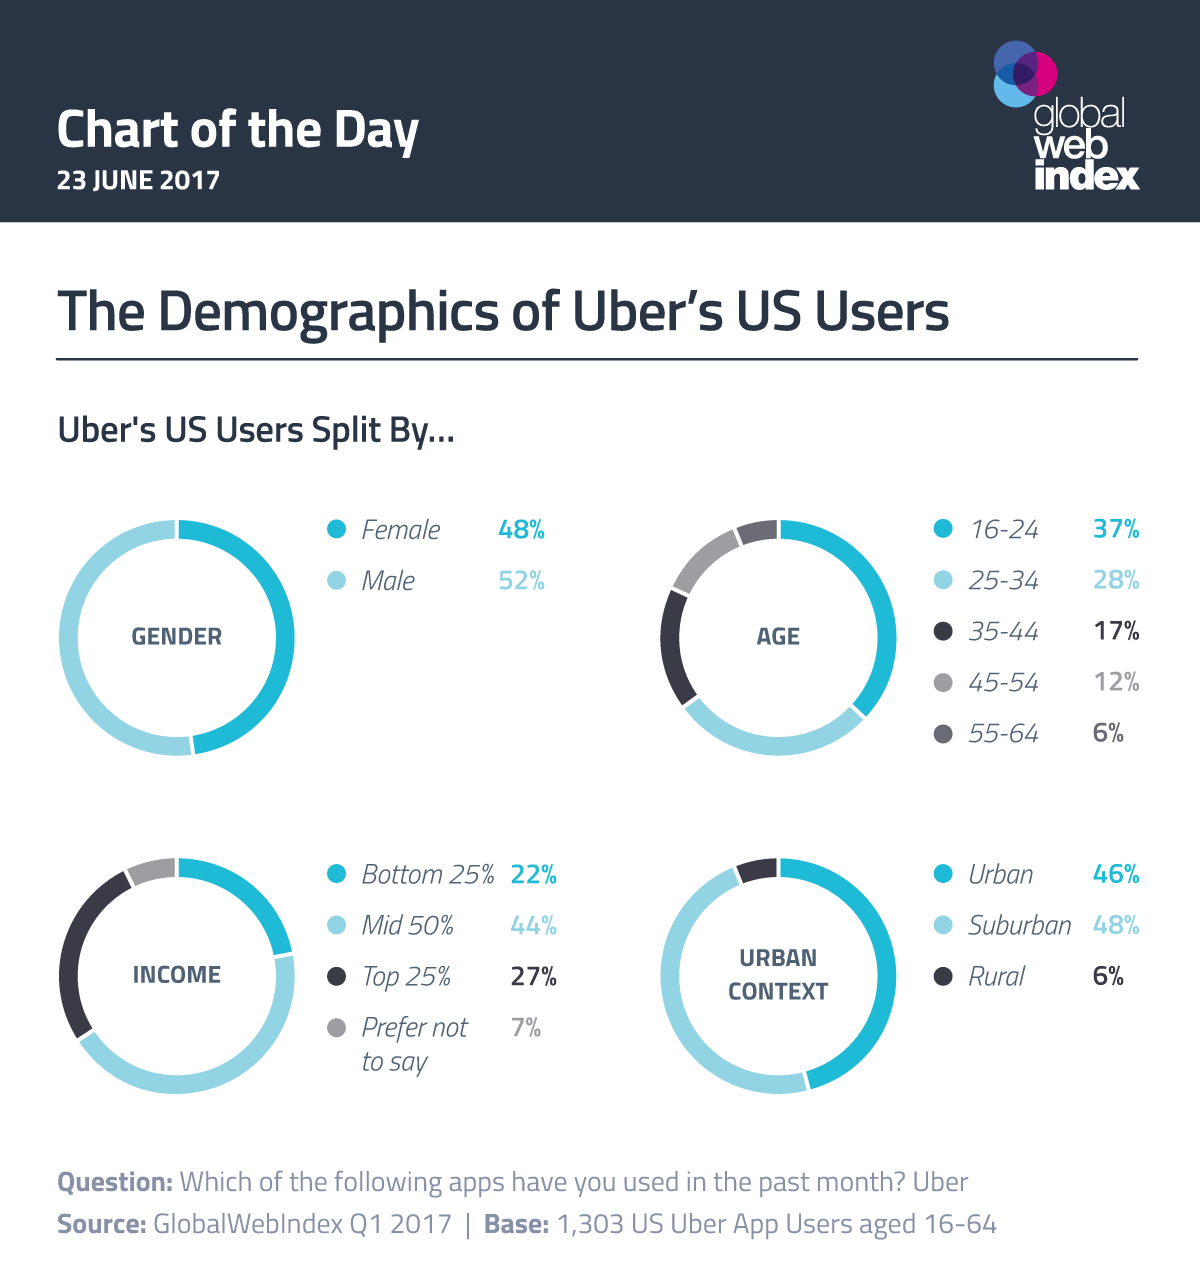 Chart of the Day
23 JUNE 2017
global
web
index
The Demographics of Uber’s US Users
Uber's US Users Split By...
GENDER
Female 48%
Male 52%
AGE
16-24 37%
25-34 28%
35-44 17%
45-54 12%
55-64 6%
INCOME
Bottom 25% 22%
Mid 50% 44%
Top 25% 27%
Prefer not 7%
to say
URBAN
CONTEXT
Urban 46%
Suburban 48%
Rural 6%
Question: Which of the following apps have you used in the past month? Uber
Source: GlobalWebIndex Q1 2017 | Base: 1,303 US Uber App Users aged 16-64